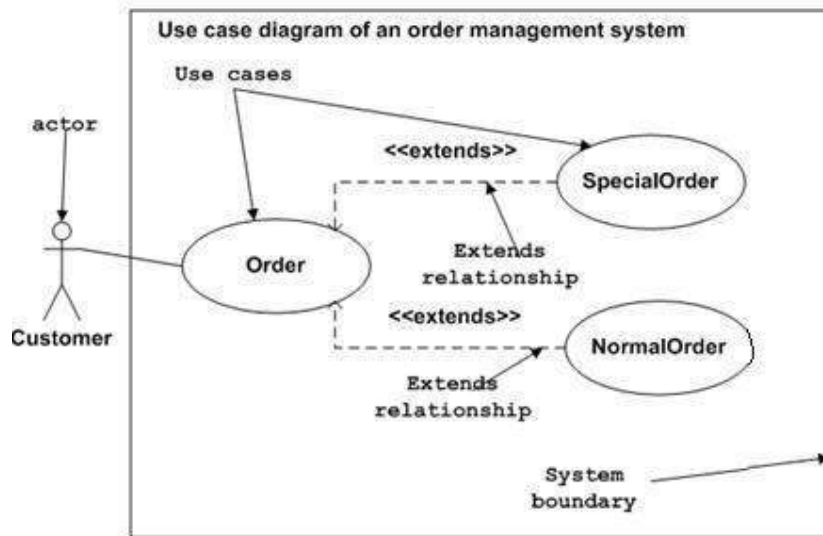 Use case diagram of an order management system
Use cases
actor
<<extends>>
SpecialOrder
Extends
relationship
Order
Customer
<<extends>>
NormalOrder
Extends
relationship
System
boundary